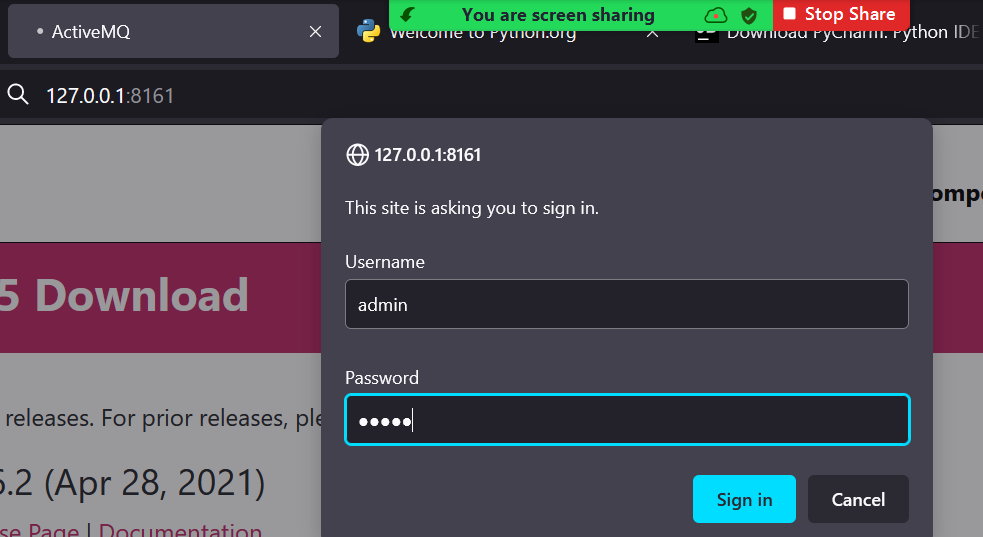 You are screen sharing
Stop Share
ActiveMQ
Welcome to Python.org
Download PyCharm: Python IDE
127.0.0.1:8161
127.0.0.1:8161
This site is asking you to sign in.
Username
admin
Password
●●●●●
Sign in
Cancel
5 Download
releases. For prior releases, ple
6.2 (Apr 28, 2021)
se Page | Documentation
ompo